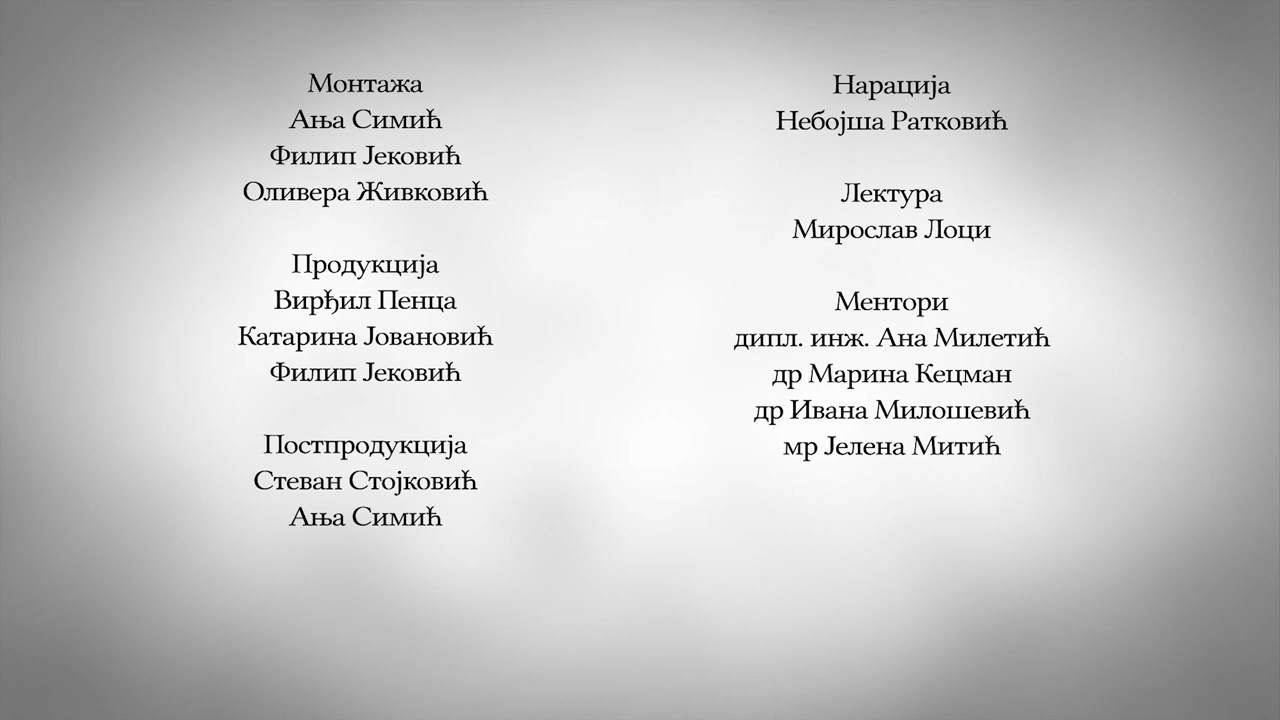 Монтажа
Ања Симић
Филип Јековић
Оливера Живковић
Продукција
Вирђил Пенца
Катарина Јовановић
Филип Јековић
Постпродукција
Стеван Стојковић
Ања Симић
Нарација
Небојша Ратковић
Лектура
Мирослав Лоци
Ментори
дипл. инж. Ана Милетић
др Марина Кецман
др Ивана Милошевић
мр Јелена Митић